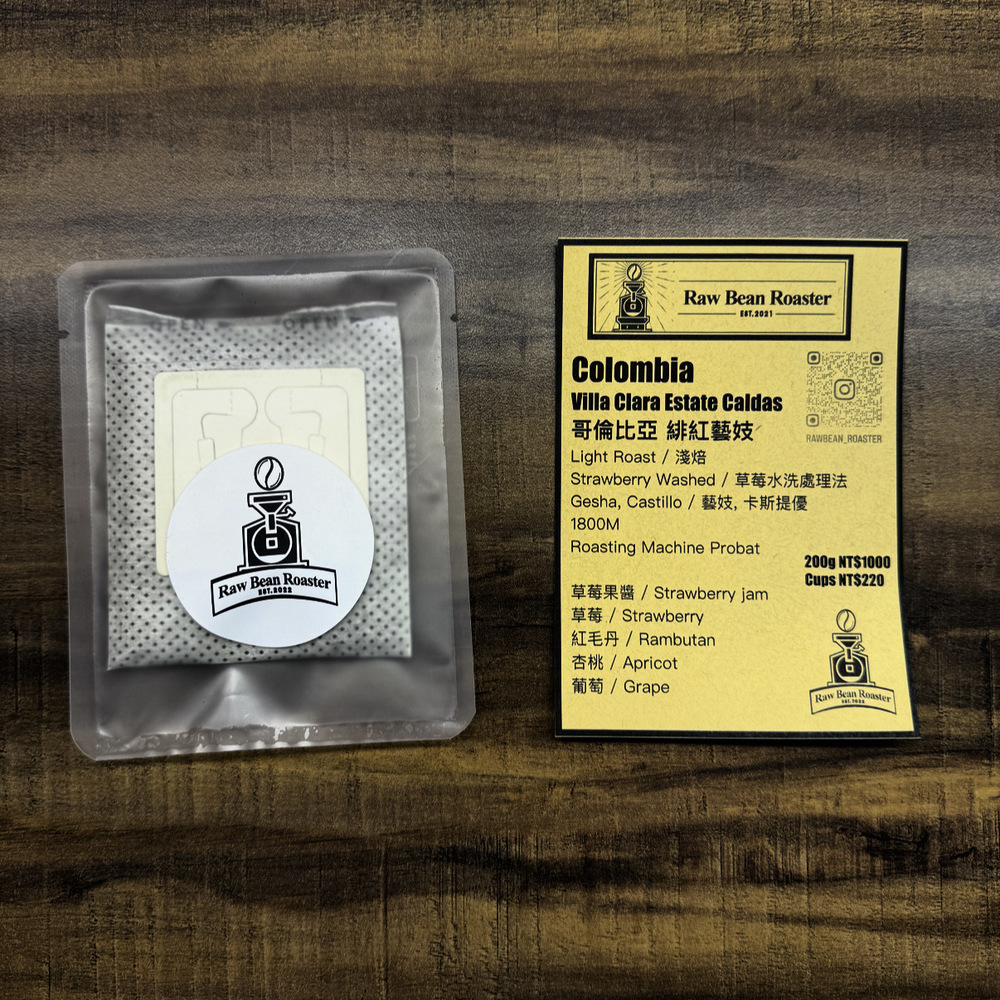 Raw Bean Roaster
EST.2022
Raw Bean Roaster
EST.2021
Colombia
Villa Clara Estate Caldas
哥倫比亞 緋紅藝妓
RAWBEAN_ROASTER
Light Roast / 淺焙
Strawberry Washed / 草莓水洗處理法
Gesha, Castillo / 藝妓, 卡斯提優
1800M
Roasting Machine Probat
200g NT$1000
Cups NT$220
草莓果醬 / Strawberry jam
草莓 / Strawberry
紅毛丹 / Rambutan
杏桃 / Apricot
葡萄 / Grape
Raw Bean Roaster
EST.2022